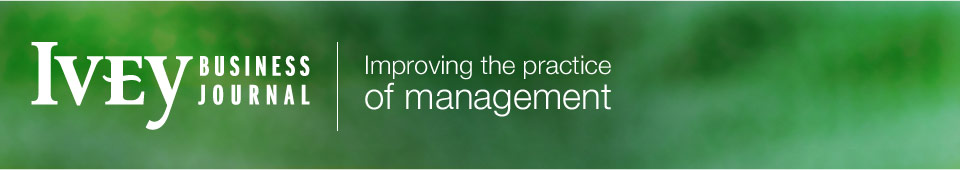 IVEY BUSINESS
JOURNAL
Improving the practice
of management